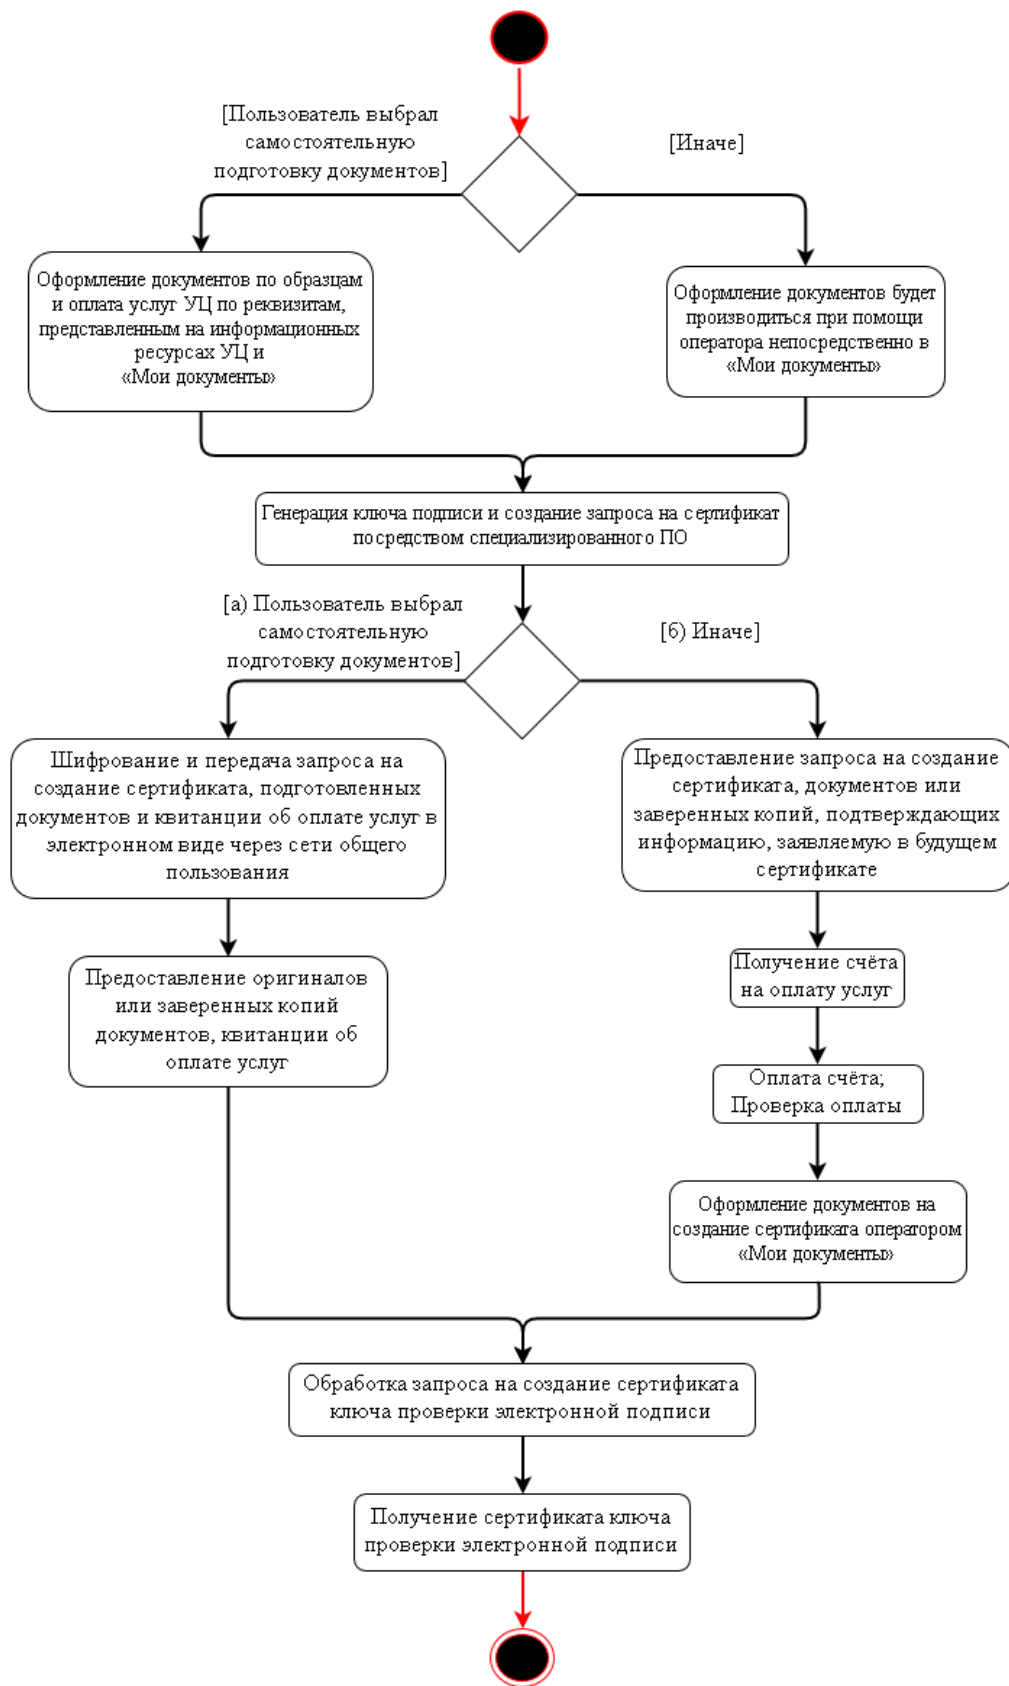 [Пользователь выбрал
самостоятельную
подготовку документов]
[Иначе]
Оформление документов по образцам
и оплата услуг УЦ по реквизитам,
представленным на информационных
ресурсах УЦ и
«Мои документы»
Оформление документов будет
производиться при помощи
оператора непосредственно в
«Мои документы»
Генерация ключа подписи и создание запроса на сертификат
посредством специализированного ПО
[а) Пользователь выбрал
самостоятельную
подготовку документов]
[б) Иначе]
Шифрование и передача запроса на
создание сертификата, подготовленных
документов и квитанции об оплате услуг в
электронном виде через сети общего
пользования
Предоставление запроса на создание
сертификата, документов или
заверенных копий, подтверждающих
информацию, заявляемую в будущем
сертификате
Предоставление оригиналов
или заверенных копий
документов, квитанции об
оплате услуг
Получение счёта
на оплату услуг
Оплата счёта;
Проверка оплаты
Оформление документов на
создание сертификата оператором
«Мои документы»
Обработка запроса на создание сертификата
ключа проверки электронной подписи
Получение сертификата ключа
проверки электронной подписи